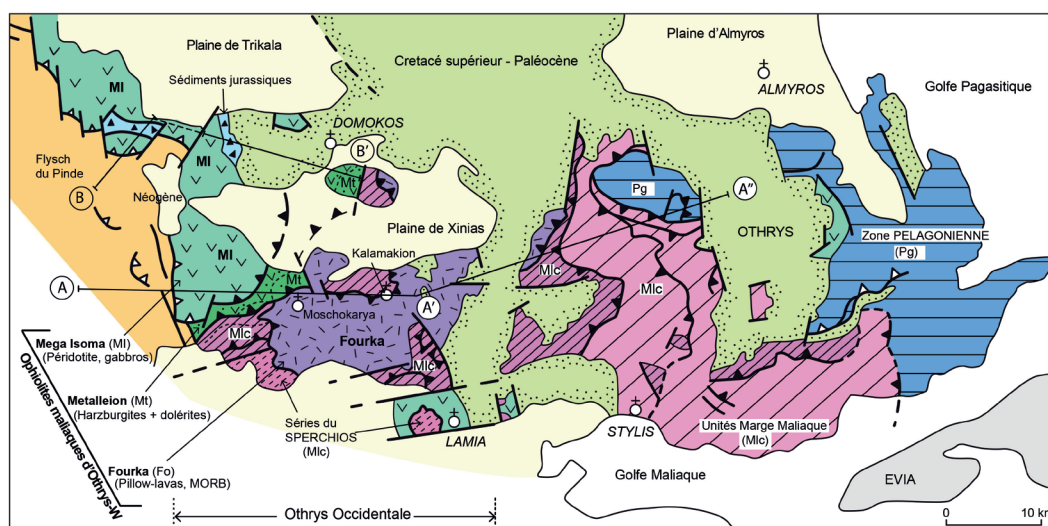 Plaine de Trikala
Sédiments jurassiques
MI
Flysch
du Pinde
B
Néogène
MI
DOMOKOS
B'
Mt
Crétacé supérieur - Paléocène
Plaine d'Almyros
ALMYROS
Golfe Pagasitique
Pg
A"
OTHRYS
Zone PELAGONIENNE
(Pg)
Plaine de Xinias
MI
A
Mt
Kalamakion
A'
Moschokarya
Fourka
Mlc
Mlc
Mlc
Mlc
Mega Isoma (MI)
(Péridotite, gabbros)
Metalleion (Mt)
(Harzburgites + dolérites)
Fourka (Fo)
(Pillow-lavas, MORB)
Ophiolites maliaques d'Othrys-W
Séries du
SPERCHIOS
(Mlc)
LAMIA
STYLIS
Unités Marge Maliaque
(Mlc)
Golfe Maliaque
EVIA
Othrys Occidentale
0 10 km